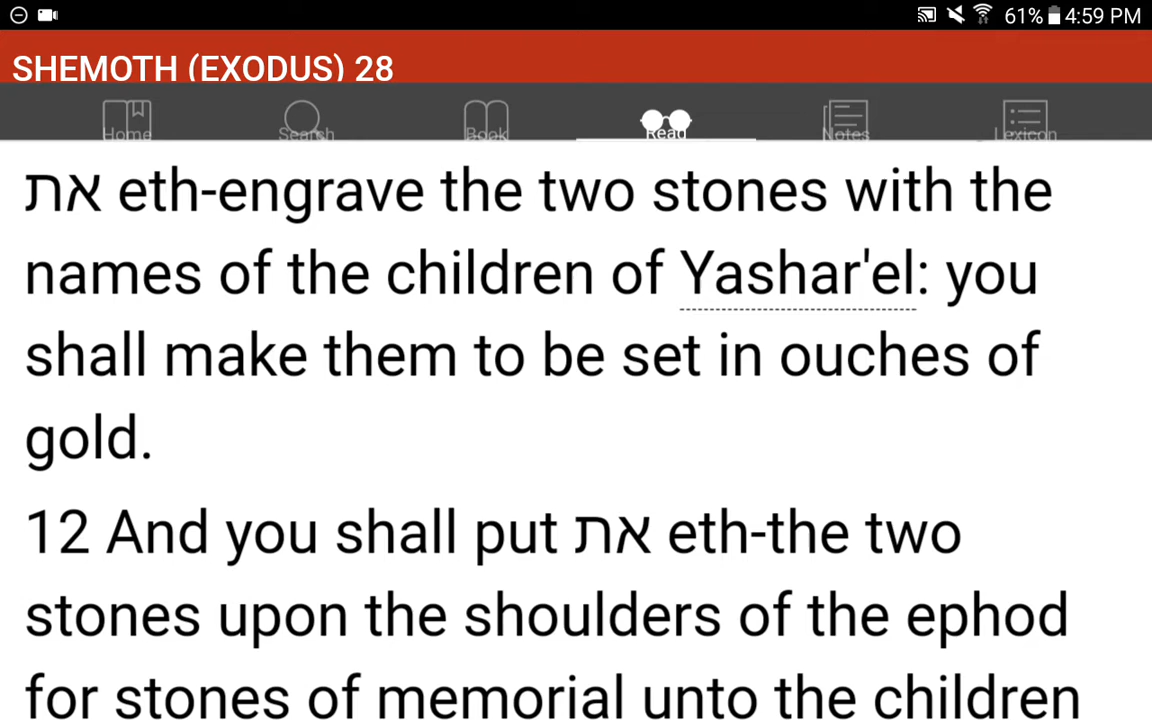 61% 4:59 PM
SHEMOTH (EXODUS) 28
Home Search Book Read Notes Lexicon
את eth-engrave the two stones with the
names of the children of Yashar'el: you
shall make them to be set in ouches of
gold.
12 And you shall put את eth-the two
stones upon the shoulders of the ephod
for stones of memorial unto the children